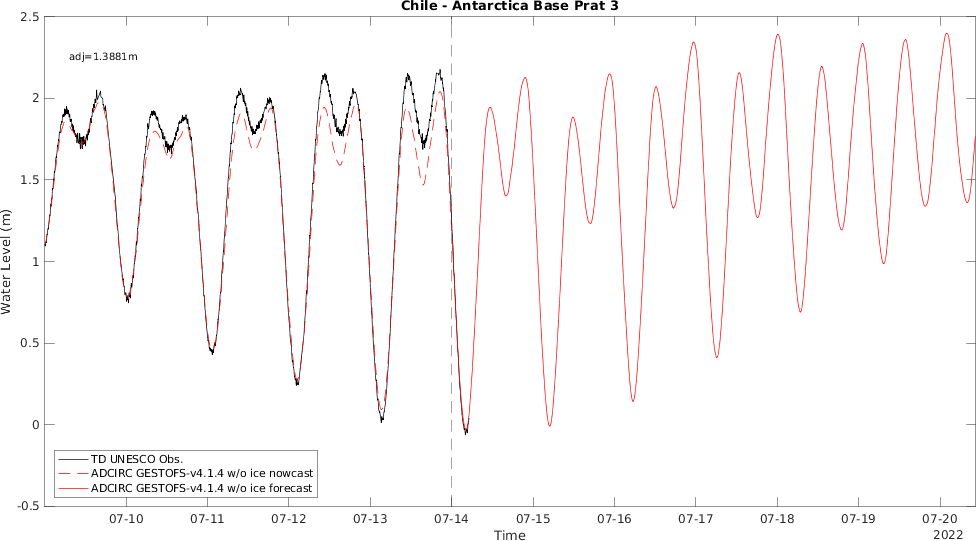 Chile - Antarctica Base Prat 3
2.5
adj=1.3881m
2
1.5
1
0.5
0
-0.5
Water Level (m)
TD UNESCO Obs.
ADCIRC GESTOFS-v4.1.4 w/o ice nowcast
ADCIRC GESTOFS-v4.1.4 w/o ice forecast
07-10 07-11 07-12 07-13 07-14 07-15 07-16 07-17 07-18 07-19 07-20
Time
2022